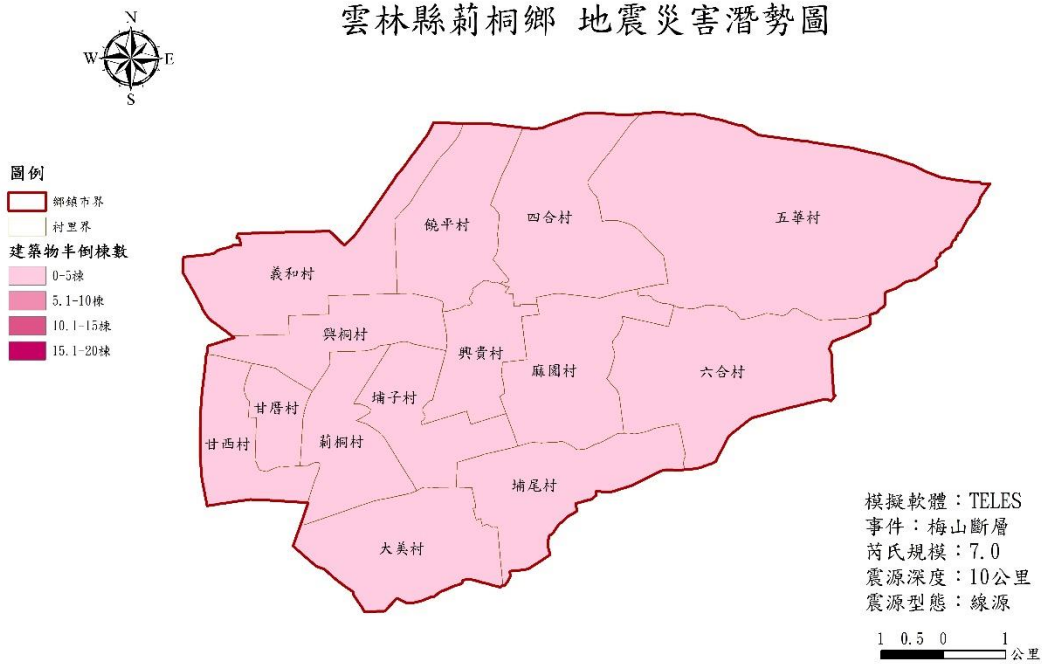 雲林縣莿桐鄉 地震災害潛勢圖
N
W E
S
圖例
鄉鎮市界
村里界
建築物半倒棟數
0-5棟
5.1-10棟
10.1-15棟
15.1-20棟
五華村
四合村
饒平村
義和村
興桐村
興貴村
麻園村
六合村
埔子村
甘厝村
甘西村
莿桐村
埔尾村
大美村
模擬軟體：TELES
事件：梅山斷層
芮氏規模：7.0
震源深度：10公里
震源型態：線源
1 0.5 0 1
公里